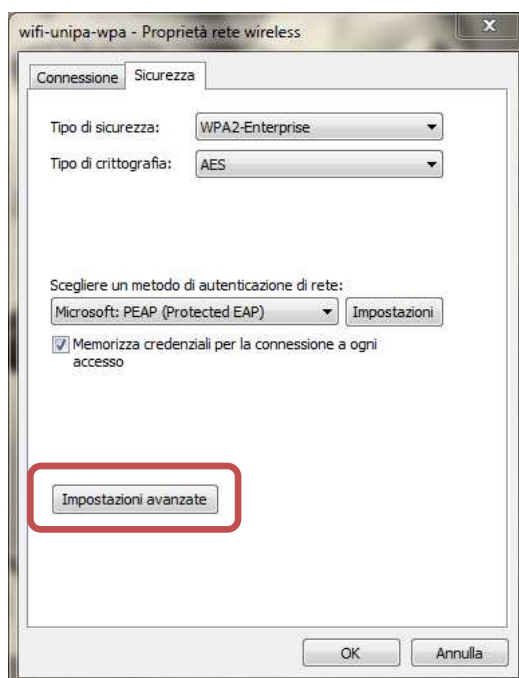 wifi-unipa-wpa - Proprietà rete wireless
Connessione Sicurezza
Tipo di sicurezza: WPA2-Enterprise
Tipo di crittografia: AES
Scegliere un metodo di autenticazione di rete:
Microsoft: PEAP (Protected EAP) Impostazioni
Memorizza credenziali per la connessione a ogni
accesso
Impostazioni avanzate
OK Annulla